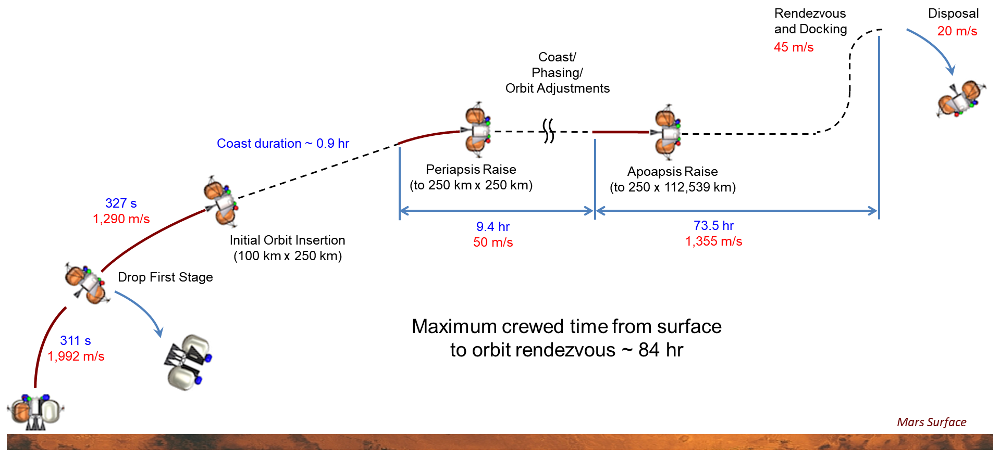 Rendezvous
and Docking
45 m/s
Disposal
20 m/s
Coast/
Phasing/
Orbit Adjustments
Coast duration ~ 0.9 hr
Periapsis Raise
(to 250 km x 250 km)
Apoapsis Raise
(to 250 x 112,539 km)
327 s
1,290 m/s
9.4 hr
50 m/s
73.5 hr
1,355 m/s
Initial Orbit Insertion
(100 km x 250 km)
Drop First Stage
311 s
1,992 m/s
Maximum crewed time from surface
to orbit rendezvous ~ 84 hr
Mars Surface